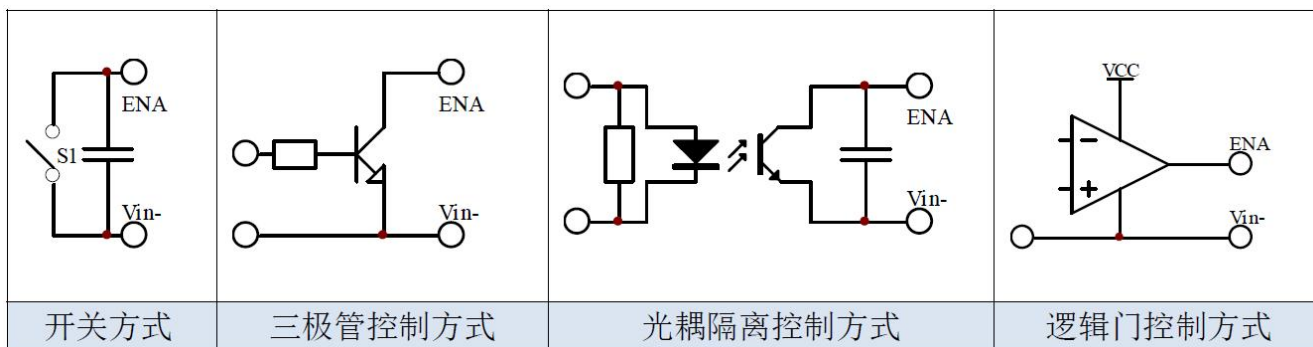 ENA
S1
Vin-
开关方式
ENA
Vin-
三极管控制方式
ENA
Vin-
光耦隔离控制方式
VCC
ENA
Vin-
逻辑门控制方式